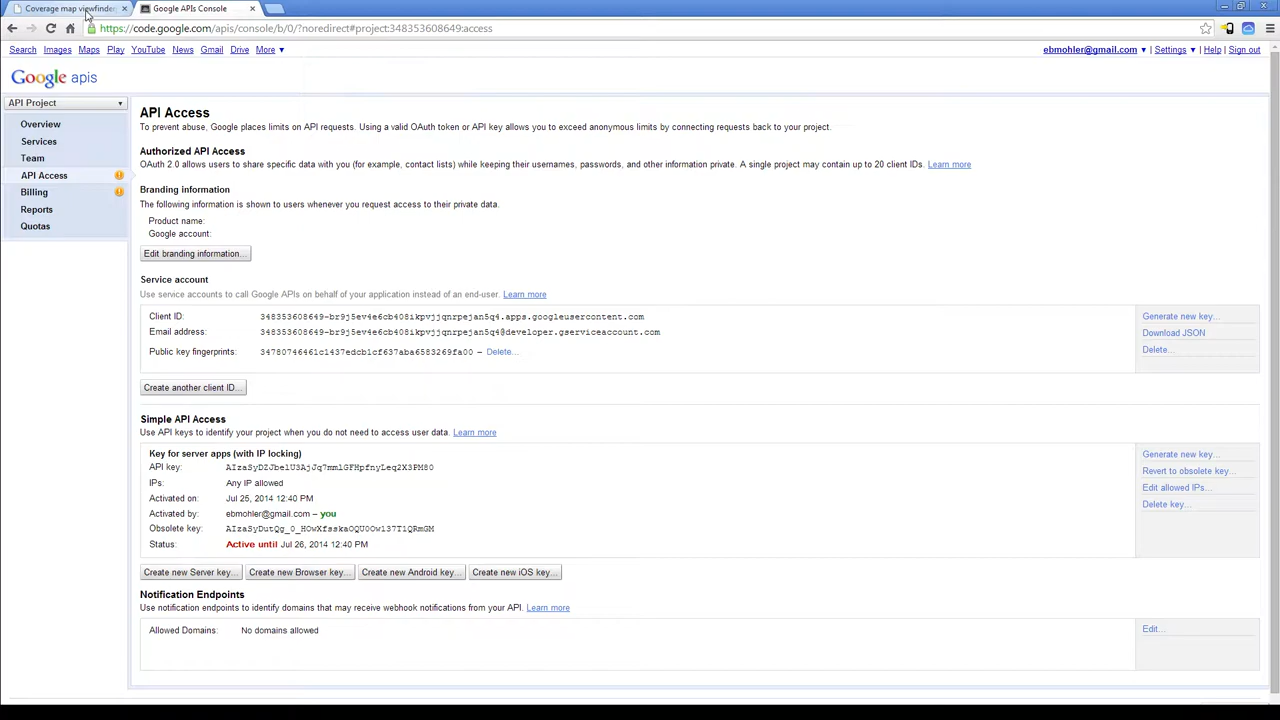 Coverage map viewfinder
Google APIs Console
https://code.google.com/apis/console/b/0/?noredirect#project:348353608649:access
Search Images Maps Play YouTube News Gmail Drive More ▾
ebmohler@gmail.com ▾ | Settings ▾ | Help | Sign out
Google apis
API Project
Overview
Services
Team
API Access
Billing
Reports
Quotas
API Access
To prevent abuse, Google places limits on API requests. Using a valid OAuth token or API key allows you to exceed anonymous limits by connecting requests back to your project.
Authorized API Access
OAuth 2.0 allows users to share specific data with you (for example, contact lists) while keeping their usernames, passwords, and other information private. A single project may contain up to 20 client IDs. Learn more
Branding information
The following information is shown to users whenever you request access to their private data.
Product name:
Google account:
Edit branding information...
Service account
Use service accounts to call Google APIs on behalf of your application instead of an end-user. Learn more
Client ID: 348353608649-br9j5ev4e6cb408ikpvjjqnrpejan5q4.apps.googleusercontent.com
Email address: 348353608649-br9j5ev4e6cb408ikpvjjqnrpejan5q4@developer.gserviceaccount.com
Public key fingerprints: 34780746461c1437edcb1cf637aba6583269fa00 – Delete...
Generate new key...
Download JSON
Delete...
Create another client ID...
Simple API Access
Use API keys to identify your project when you do not need to access user data. Learn more
Key for server apps (with IP locking)
API key: AIzaSyDZJbelU3AjJq7mmlGFHpfnyLeq2X3PM80
IPs: Any IP allowed
Activated on: Jul 25, 2014 12:40 PM
Activated by: ebmohler@gmail.com – you
Obsolete key: AIzaSyDutQg_0_HOwXfsskaOQU0Owl37T1QRmGM
Status: Active until Jul 26, 2014 12:40 PM
Generate new key...
Revert to obsolete key...
Edit allowed IPs...
Delete key...
Create new Server key... Create new Browser key... Create new Android key... Create new iOS key...
Notification Endpoints
Use notification endpoints to identify domains that may receive webhook notifications from your API. Learn more
Allowed Domains: No domains allowed
Edit...